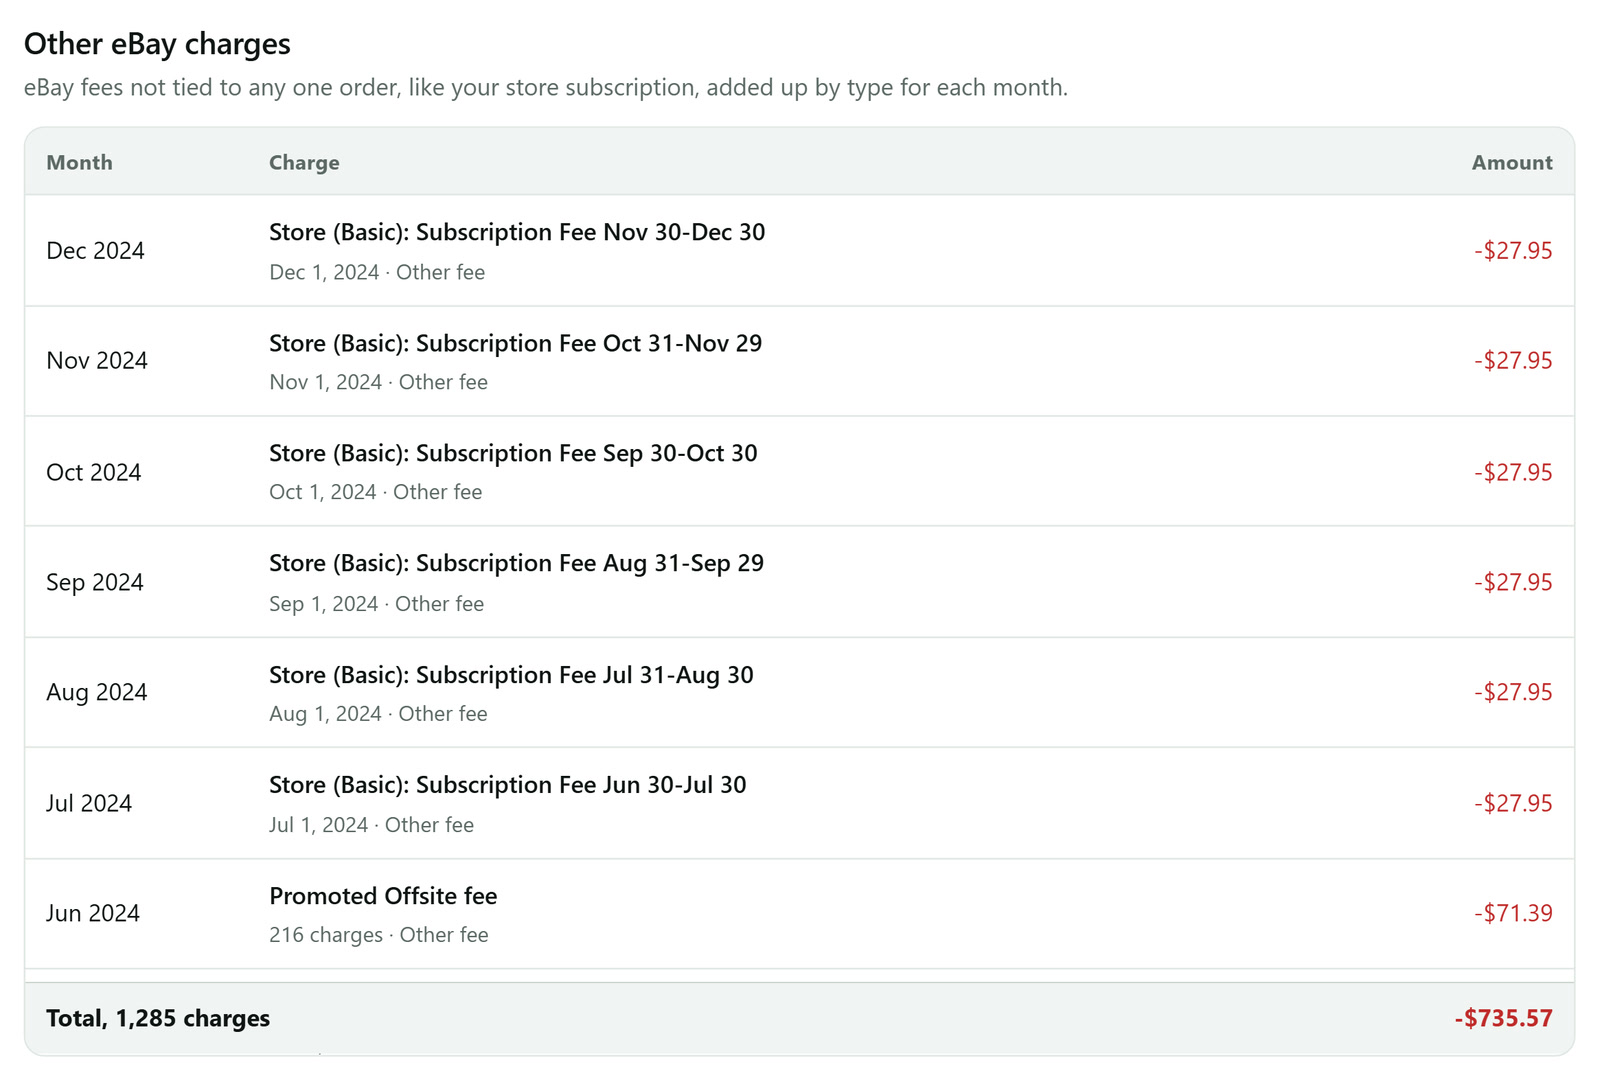 Other eBay charges
eBay fees not tied to any one order, like your store subscription, added up by type for each month.
Month Charge Amount
Store (Basic): Subscription Fee Nov 30-Dec 30
Dec 2024 -$27.95
Dec 1, 2024 · Other fee
Store (Basic): Subscription Fee Oct 31-Nov 29
Nov 2024 -$27.95
Nov 1, 2024 · Other fee
Store (Basic): Subscription Fee Sep 30-Oct 30
Oct 2024 -$27.95
Oct 1, 2024 · Other fee
Store (Basic): Subscription Fee Aug 31-Sep 29
Sep 2024 -$27.95
Sep 1, 2024 · Other fee
Store (Basic): Subscription Fee Jul 31-Aug 30
Aug 2024 -$27.95
Aug 1, 2024 · Other fee
Store (Basic): Subscription Fee Jun 30-Jul 30
Jul 2024 -$27.95
Jul 1, 2024 · Other fee
Promoted Offsite fee
Jun 2024 -$71.39
216 charges · Other fee
Total, 1,285 charges -$735.57